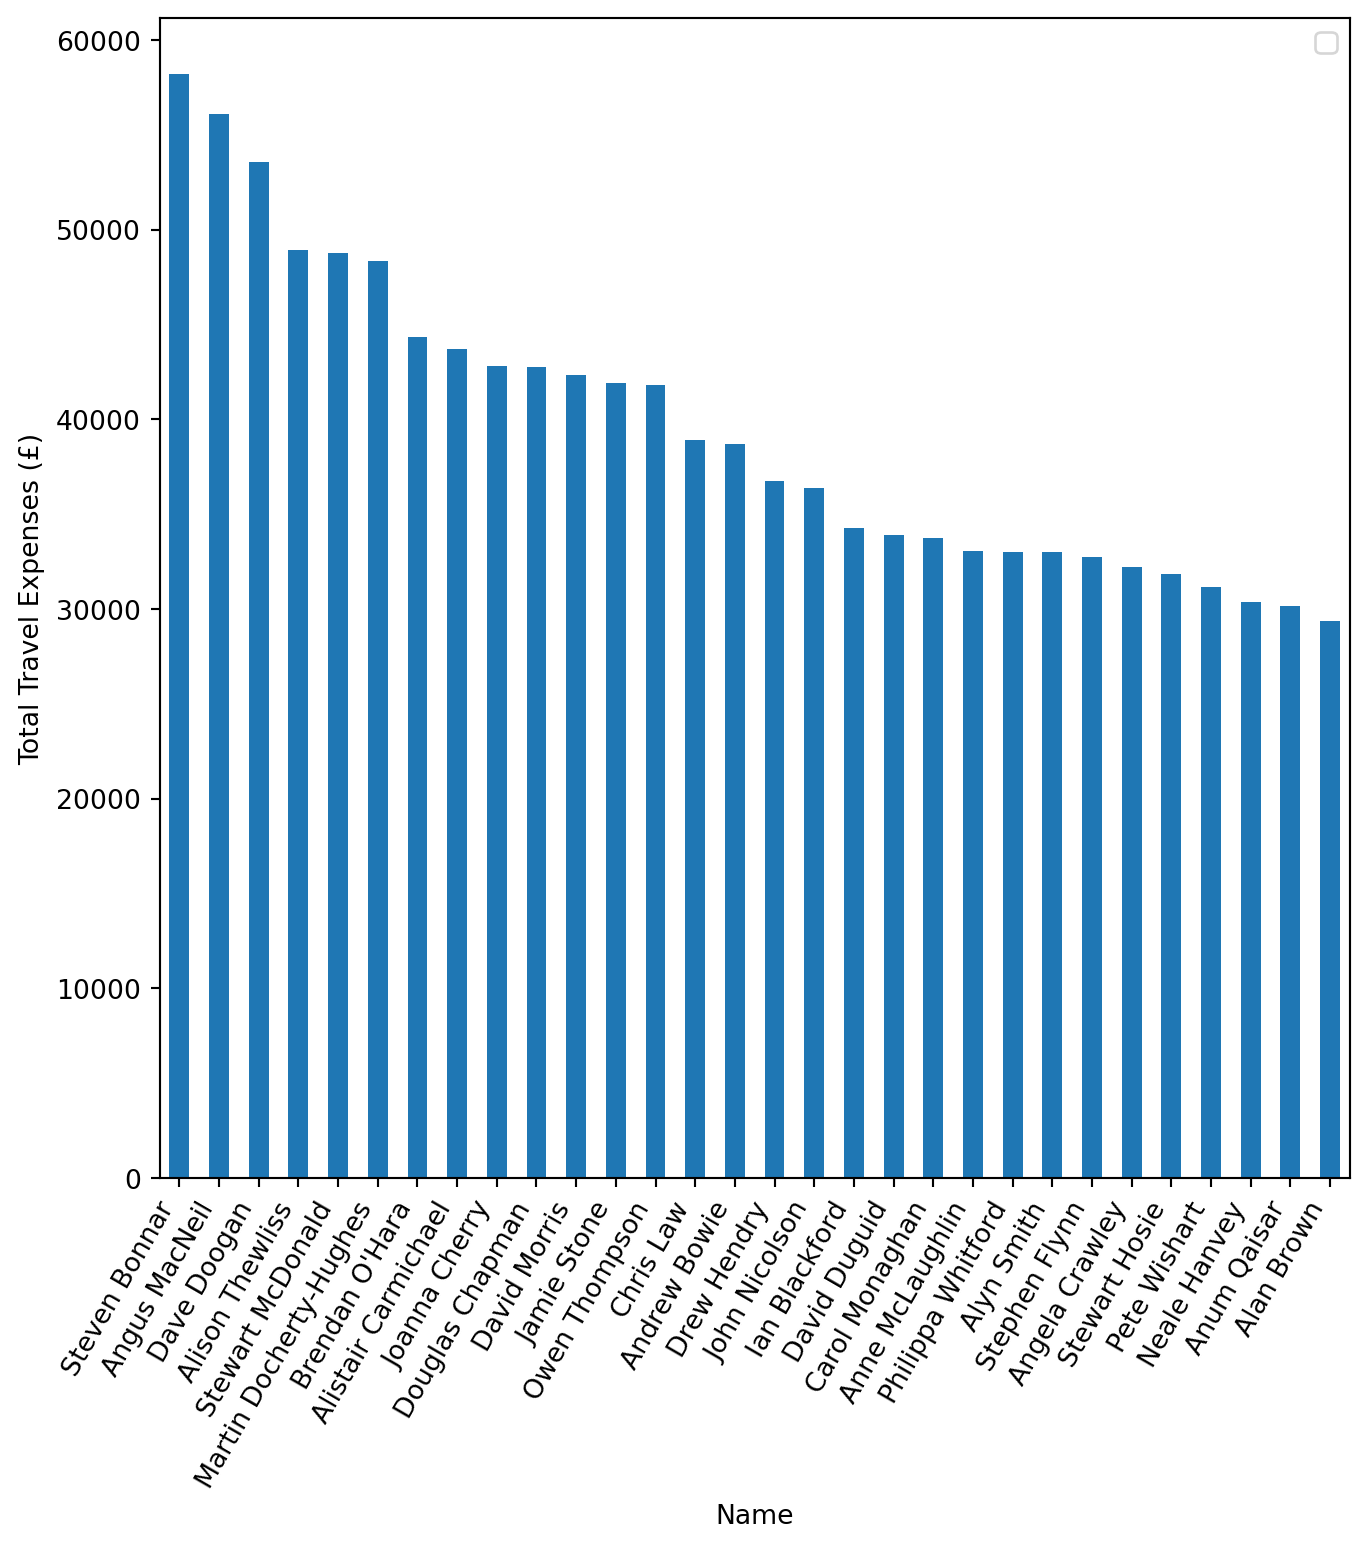 60000
50000
40000
30000
20000
10000
0
Total Travel Expenses (£)
Steven Bonnar
Angus MacNeil
Dave Doogan
Alison Thewliss
Stewart McDonald
Martin Docherty-Hughes
Brendan O'Hara
Alistair Carmichael
Joanna Cherry
Douglas Chapman
David Morris
Jamie Stone
Owen Thompson
Chris Law
Andrew Bowie
Drew Hendry
John Nicolson
Ian Blackford
David Duguid
Carol Monaghan
Anne McLaughlin
Philippa Whitford
Alyn Smith
Stephen Flynn
Angela Crawley
Stewart Hosie
Pete Wishart
Neale Hanvey
Anum Qaisar
Alan Brown
Name